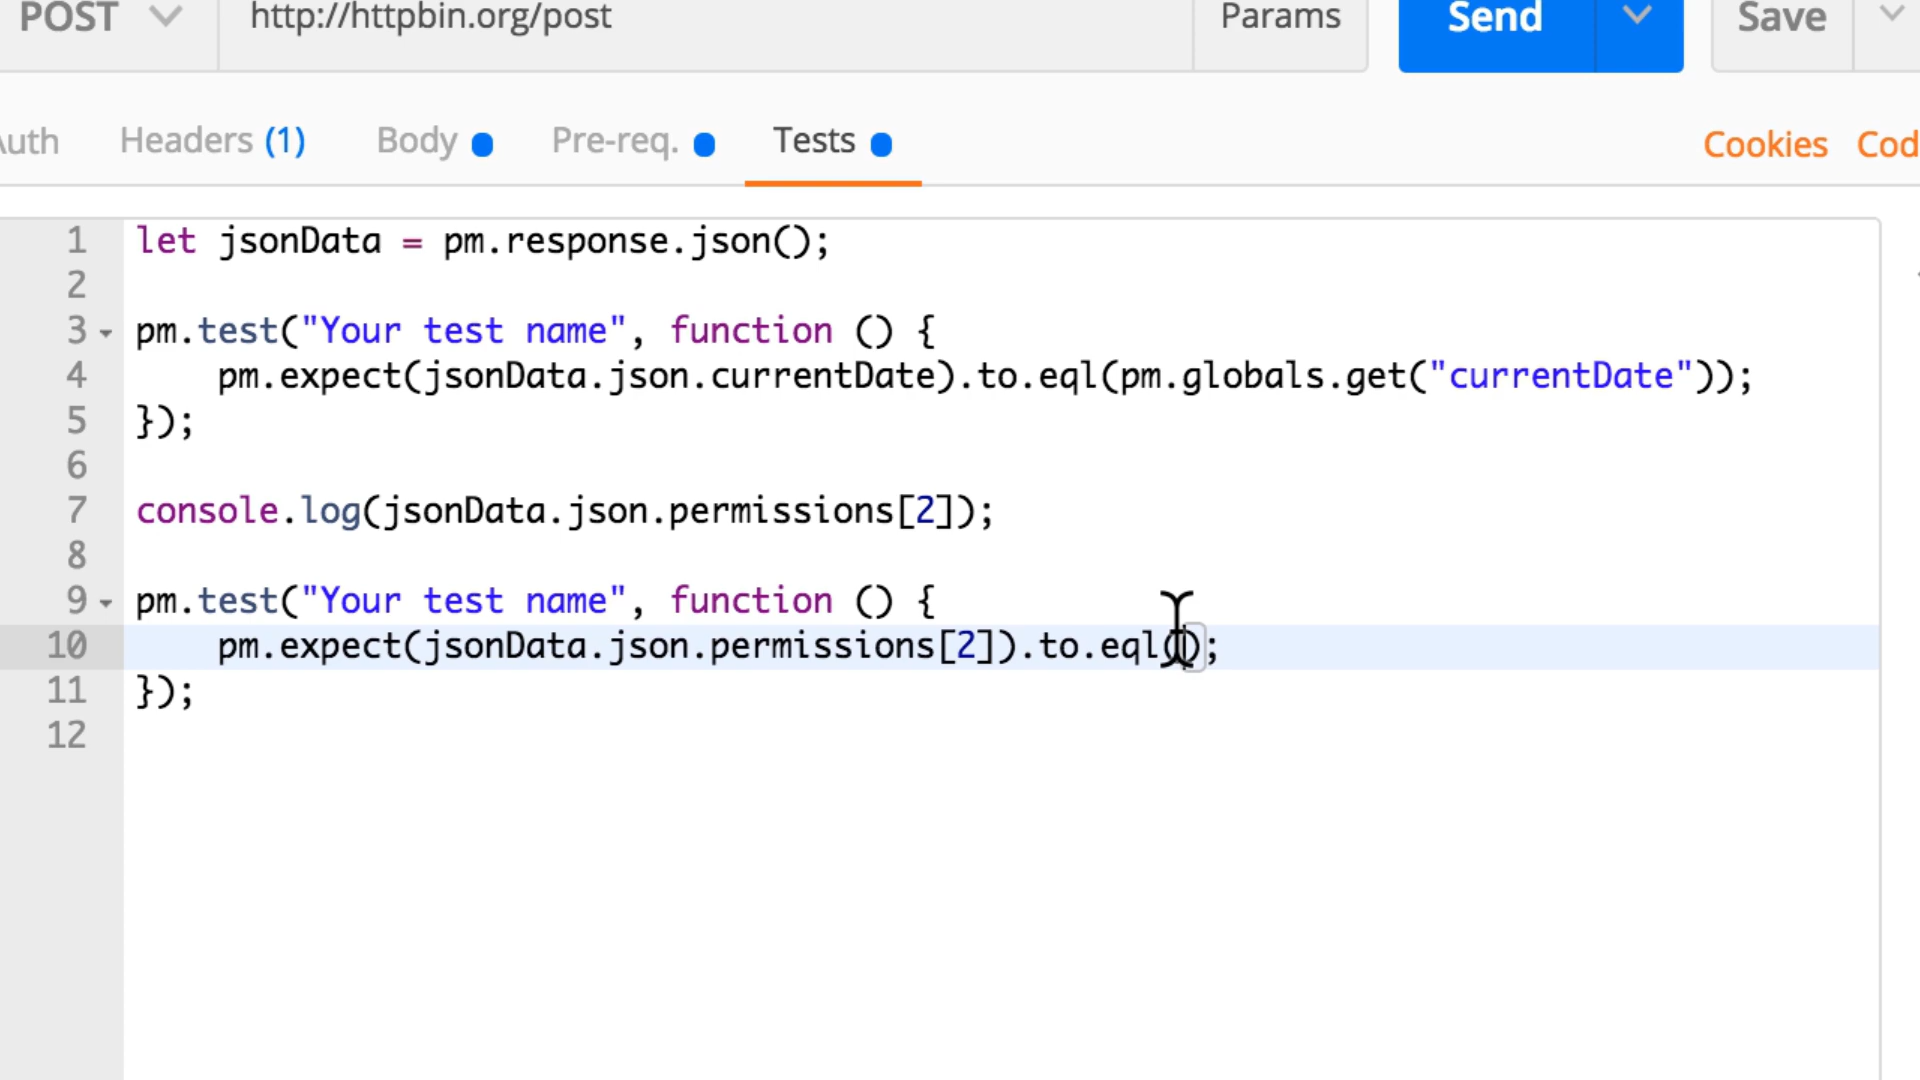 POST http://httpbin.org/post Params Send Save
Auth Headers (1) Body Pre-req. Tests Cookies Cod
1 let jsonData = pm.response.json();
2
3 pm.test("Your test name", function () {
4 pm.expect(jsonData.json.currentDate).to.eql(pm.globals.get("currentDate"));
5 });
6
7 console.log(jsonData.json.permissions[2]);
8
9 pm.test("Your test name", function () {
10 pm.expect(jsonData.json.permissions[2]).to.eql();
11 });
12